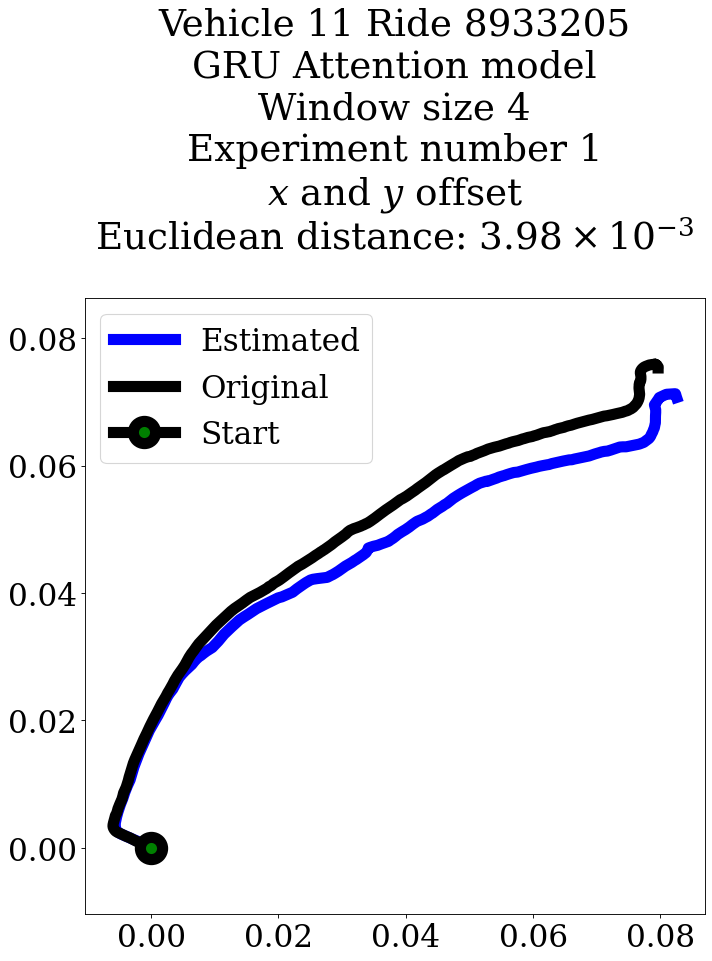 Vehicle 11 Ride 8933205
GRU Attention model
Window size 4
Experiment number 1
x and y offset
Euclidean distance: 3.98 × 10⁻³
Estimated
Original
Start
0.08
0.06
0.04
0.02
0.00
0.00 0.02 0.04 0.06 0.08